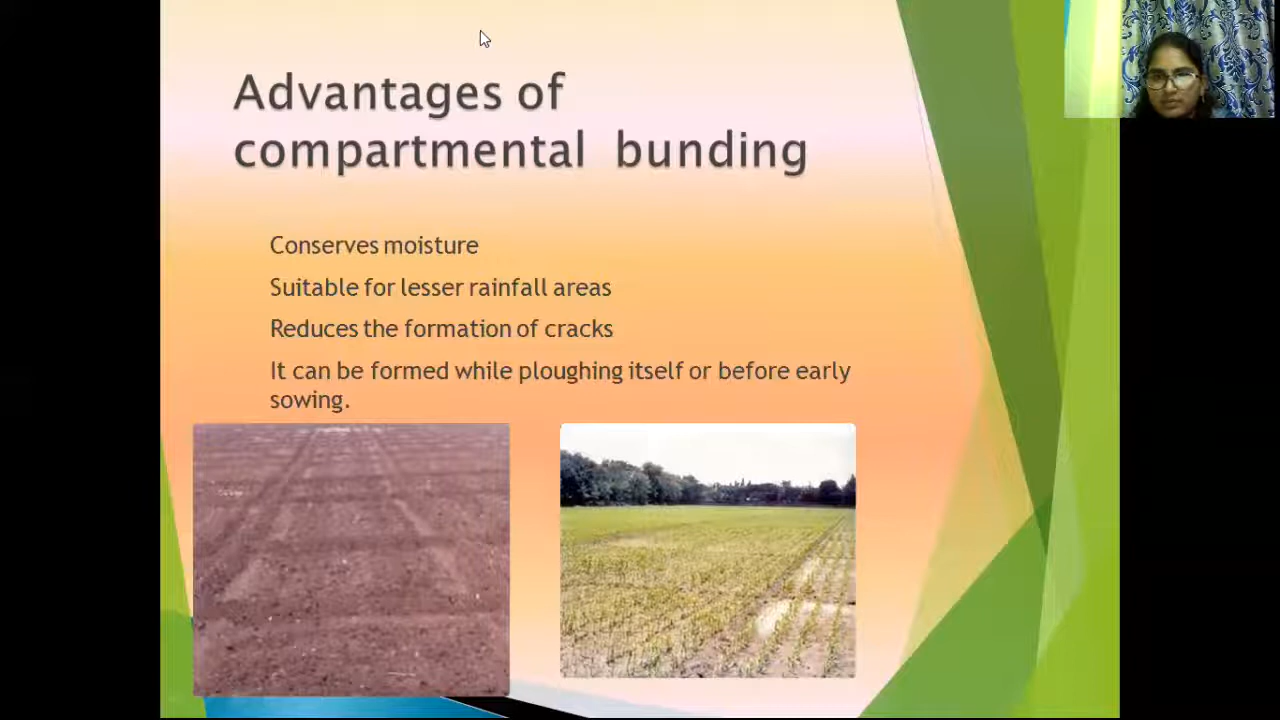 Advantages of
compartmental bunding
Conserves moisture
Suitable for lesser rainfall areas
Reduces the formation of cracks
It can be formed while ploughing itself or before early
sowing.